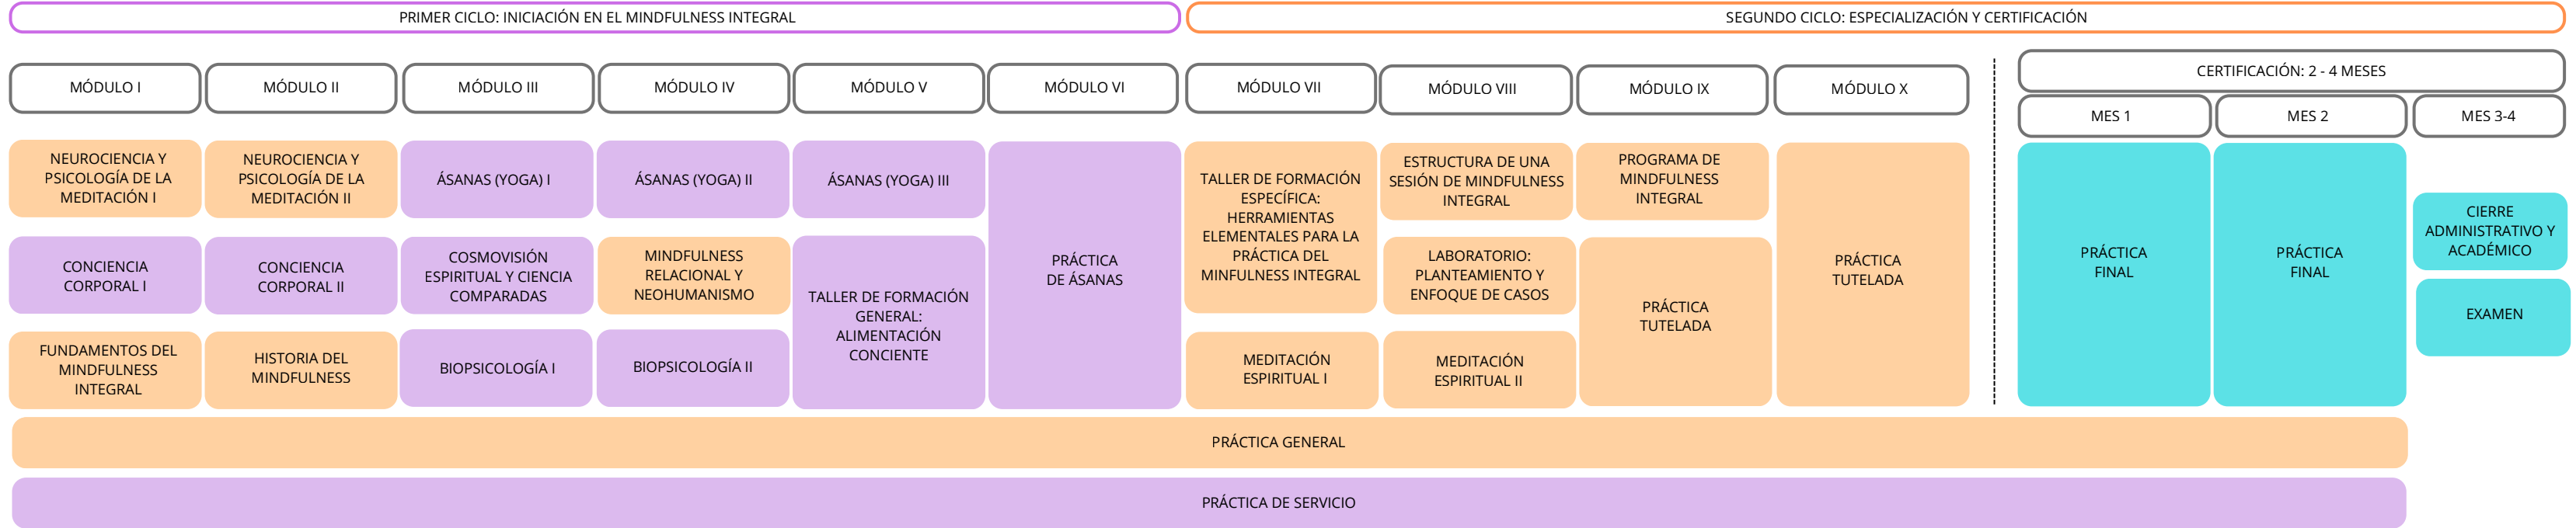 PRIMER CICLO: INICIACIÓN EN EL MINDFULNESS INTEGRAL
SEGUNDO CICLO: ESPECIALIZACIÓN Y CERTIFICACIÓN
MÓDULO I
MÓDULO II
MÓDULO III
MÓDULO IV
MÓDULO V
MÓDULO VI
MÓDULO VII
MÓDULO VIII
MÓDULO IX
MÓDULO X
CERTIFICACIÓN: 2 - 4 MESES
MES 1
MES 2
MES 3-4
NEUROCIENCIA Y
PSICOLOGÍA DE LA
MEDITACIÓN I
NEUROCIENCIA Y
PSICOLOGÍA DE LA
MEDITACIÓN II
ÁSANAS (YOGA) I
ÁSANAS (YOGA) II
ÁSANAS (YOGA) III
PRÁCTICA
DE ÁSANAS
TALLER DE FORMACIÓN
ESPECÍFICA:
HERRAMIENTAS
ELEMENTALES PARA LA
PRÁCTICA DEL
MINFULNESS INTEGRAL
ESTRUCTURA DE UNA
SESIÓN DE MINDFULNESS
INTEGRAL
PROGRAMA DE
MINDFULNESS
INTEGRAL
PRÁCTICA
TUTELADA
PRÁCTICA
FINAL
PRÁCTICA
FINAL
CIERRE
ADMINISTRATIVO Y
ACADÉMICO
CONCIENCIA
CORPORAL I
CONCIENCIA
CORPORAL II
COSMOVISIÓN
ESPIRITUAL Y CIENCIA
COMPARADAS
MINDFULNESS
RELACIONAL Y
NEOHUMANISMO
TALLER DE FORMACIÓN
GENERAL:
ALIMENTACIÓN
CONCIENTE
LABORATORIO:
PLANTEAMIENTO Y
ENFOQUE DE CASOS
PRÁCTICA
TUTELADA
EXAMEN
FUNDAMENTOS DEL
MINDFULNESS
INTEGRAL
HISTORIA DEL
MINDFULNESS
BIOPSICOLOGÍA I
BIOPSICOLOGÍA II
MEDITACIÓN
ESPIRITUAL I
MEDITACIÓN
ESPIRITUAL II
PRÁCTICA GENERAL
PRÁCTICA DE SERVICIO